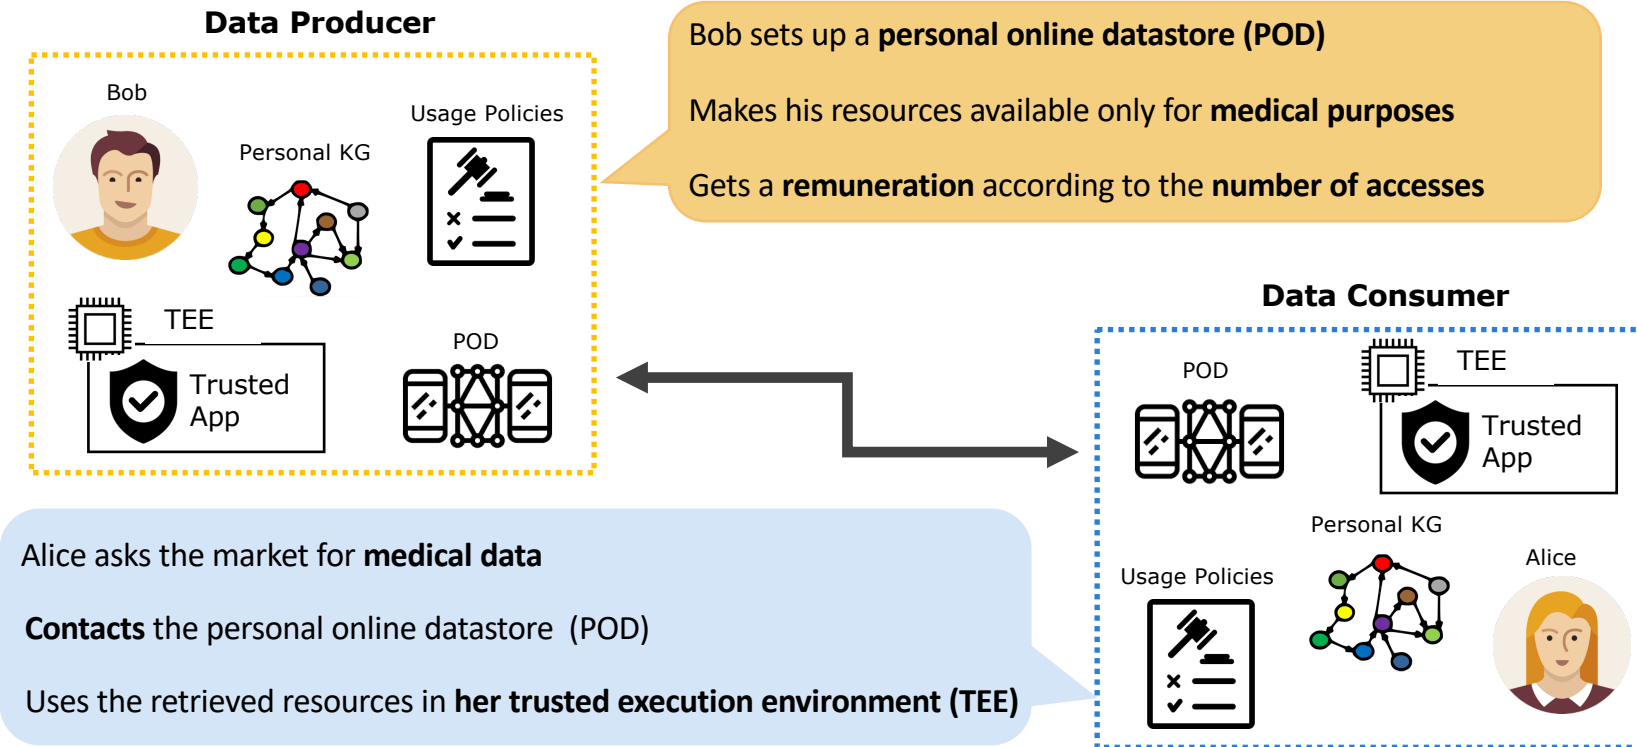 Data Producer
Bob
Personal KG
Usage Policies
TEE
Trusted
App
POD
Bob sets up a personal online datastore (POD)
Makes his resources available only for medical purposes
Gets a remuneration according to the number of accesses
Data Consumer
POD
TEE
Trusted
App
Personal KG
Usage Policies
Alice
Alice asks the market for medical data
Contacts the personal online datastore (POD)
Uses the retrieved resources in her trusted execution environment (TEE)